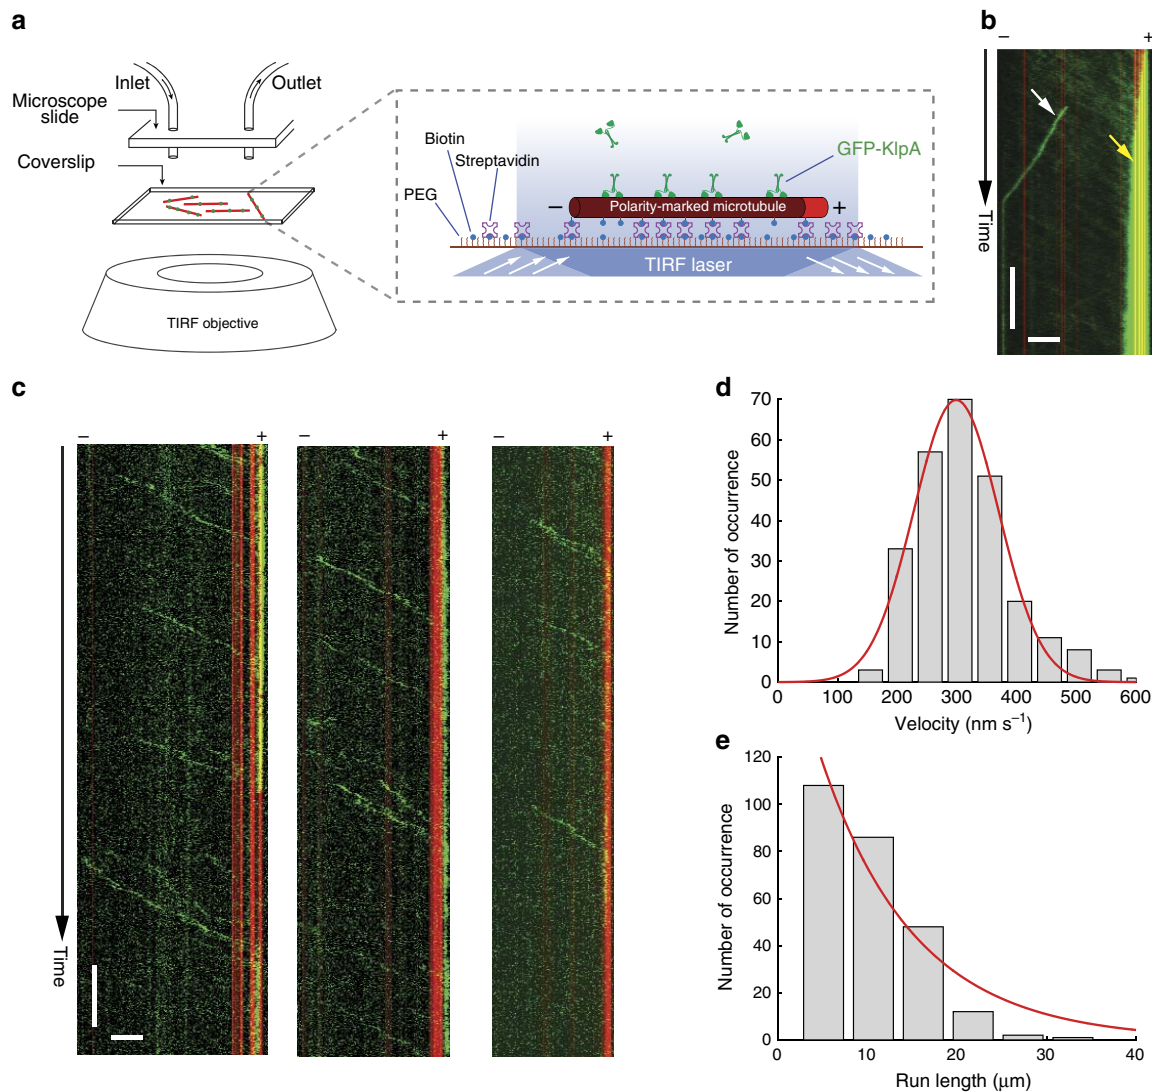 a
Inlet
Outlet
Microscope
slide
Coverslip
TIRF objective
Biotin
Streptavidin
PEG
GFP-KlpA
– Polarity-marked microtubule +
TIRF laser
b
– +
Time
c
– +
– +
– +
Time
d
Number of occurrence
70
60
50
40
30
20
10
0
0 100 200 300 400 500 600
Velocity (nm s⁻¹)
e
Number of occurrence
120
100
80
60
40
20
0
0 10 20 30 40
Run length (μm)